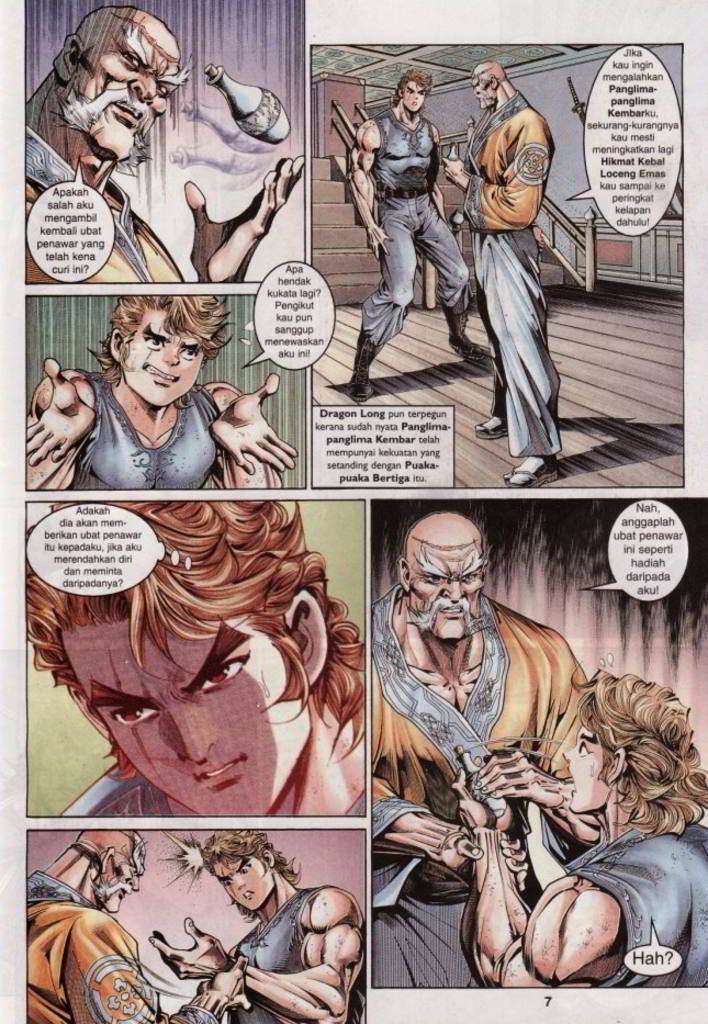 Apakah
salah aku
mengambil
kembali ubat
penawar yang
telah kena
curi ini?
JIka
kau ingin
mengalahkan
Panglima-
panglima
Kembarku,
sekurang-kurangnya
kau mesti
meningkatkan lagi
Hikmat Kebal
Loceng Emas
kau sampai ke
peringkat
kelapan
dahulu!
Apa
hendak
kukata lagi?
Pengikut
kau pun
sanggup
menewaskan
aku ini!
Dragon Long pun terpegun
kerana sudah nyata Panglima-
panglima Kembar telah
mempunyai kekuatan yang
setanding dengan Puaka-
puaka Bertiga itu.
Adakah
dia akan mem-
berikan ubat penawar
itu kepadaku, jika aku
merendahkan diri
dan meminta
daripadanya?
Nah,
anggaplah
ubat penawar
ini seperti
hadiah
daripada
aku!
Hah?
7